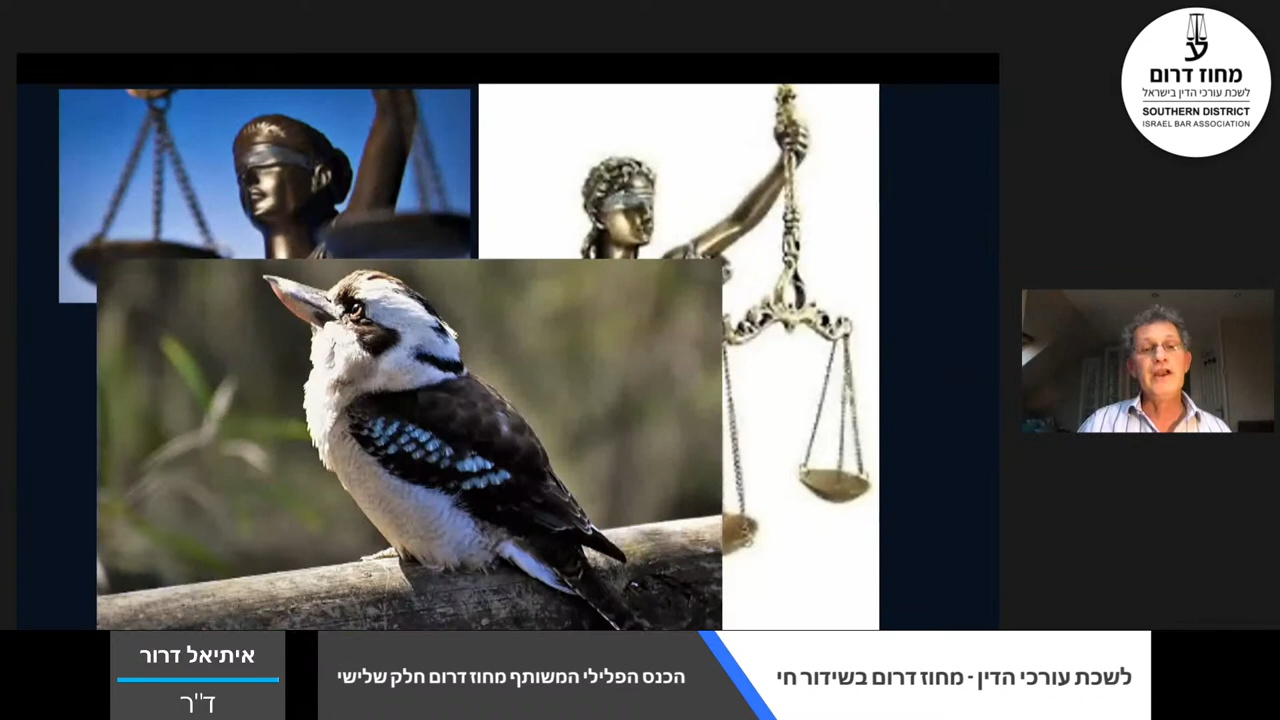 מחוז דרום
לשכת עורכי הדין בישראל
SOUTHERN DISTRICT
ISRAEL BAR ASSOCIATION
איתיאל דרור
ד"ר
הכנס הפלילי המשותף מחוז דרום חלק שלישי
לשכת עורכי הדין - מחוז דרום בשידור חי